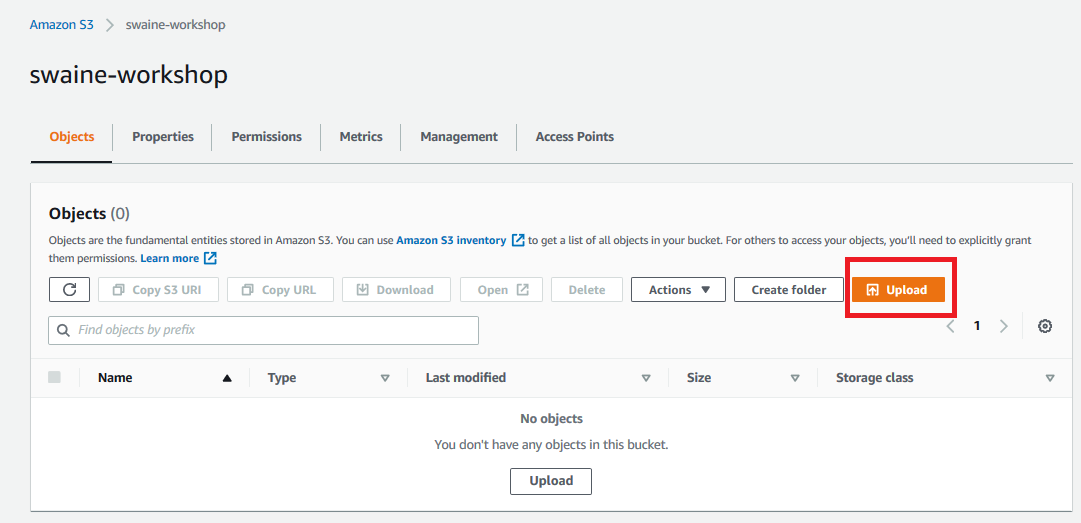 Amazon S3 > swaine-workshop
swaine-workshop
Objects Properties Permissions Metrics Management Access Points
Objects (0)
Objects are the fundamental entities stored in Amazon S3. You can use Amazon S3 inventory to get a list of all objects in your bucket. For others to access your objects, you'll need to explicitly grant
them permissions. Learn more
Copy S3 URI Copy URL Download Open Delete Actions Create folder Upload
Find objects by prefix
1
Name Type Last modified Size Storage class
No objects
You don't have any objects in this bucket.
Upload